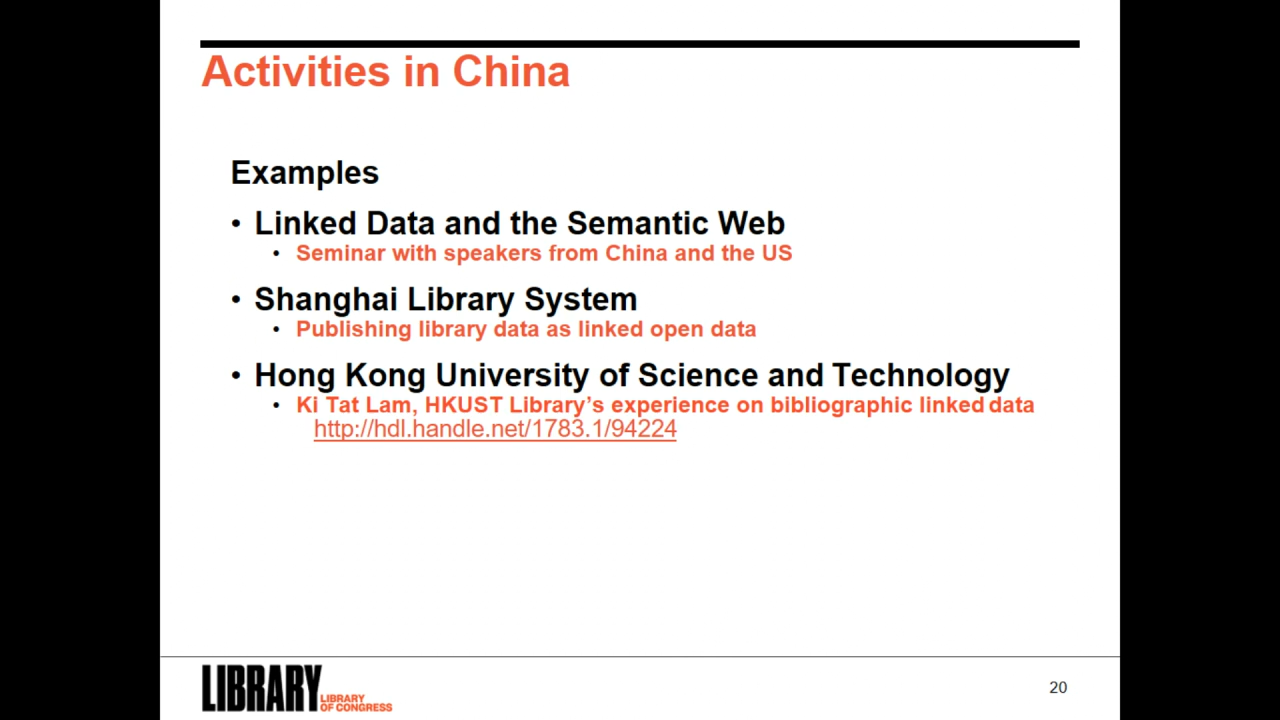 Activities in China
Examples
• Linked Data and the Semantic Web
• Seminar with speakers from China and the US
• Shanghai Library System
• Publishing library data as linked open data
• Hong Kong University of Science and Technology
• Ki Tat Lam, HKUST Library’s experience on bibliographic linked data
http://hdl.handle.net/1783.1/94224
LIBRARY
LIBRARY
OF CONGRESS
20